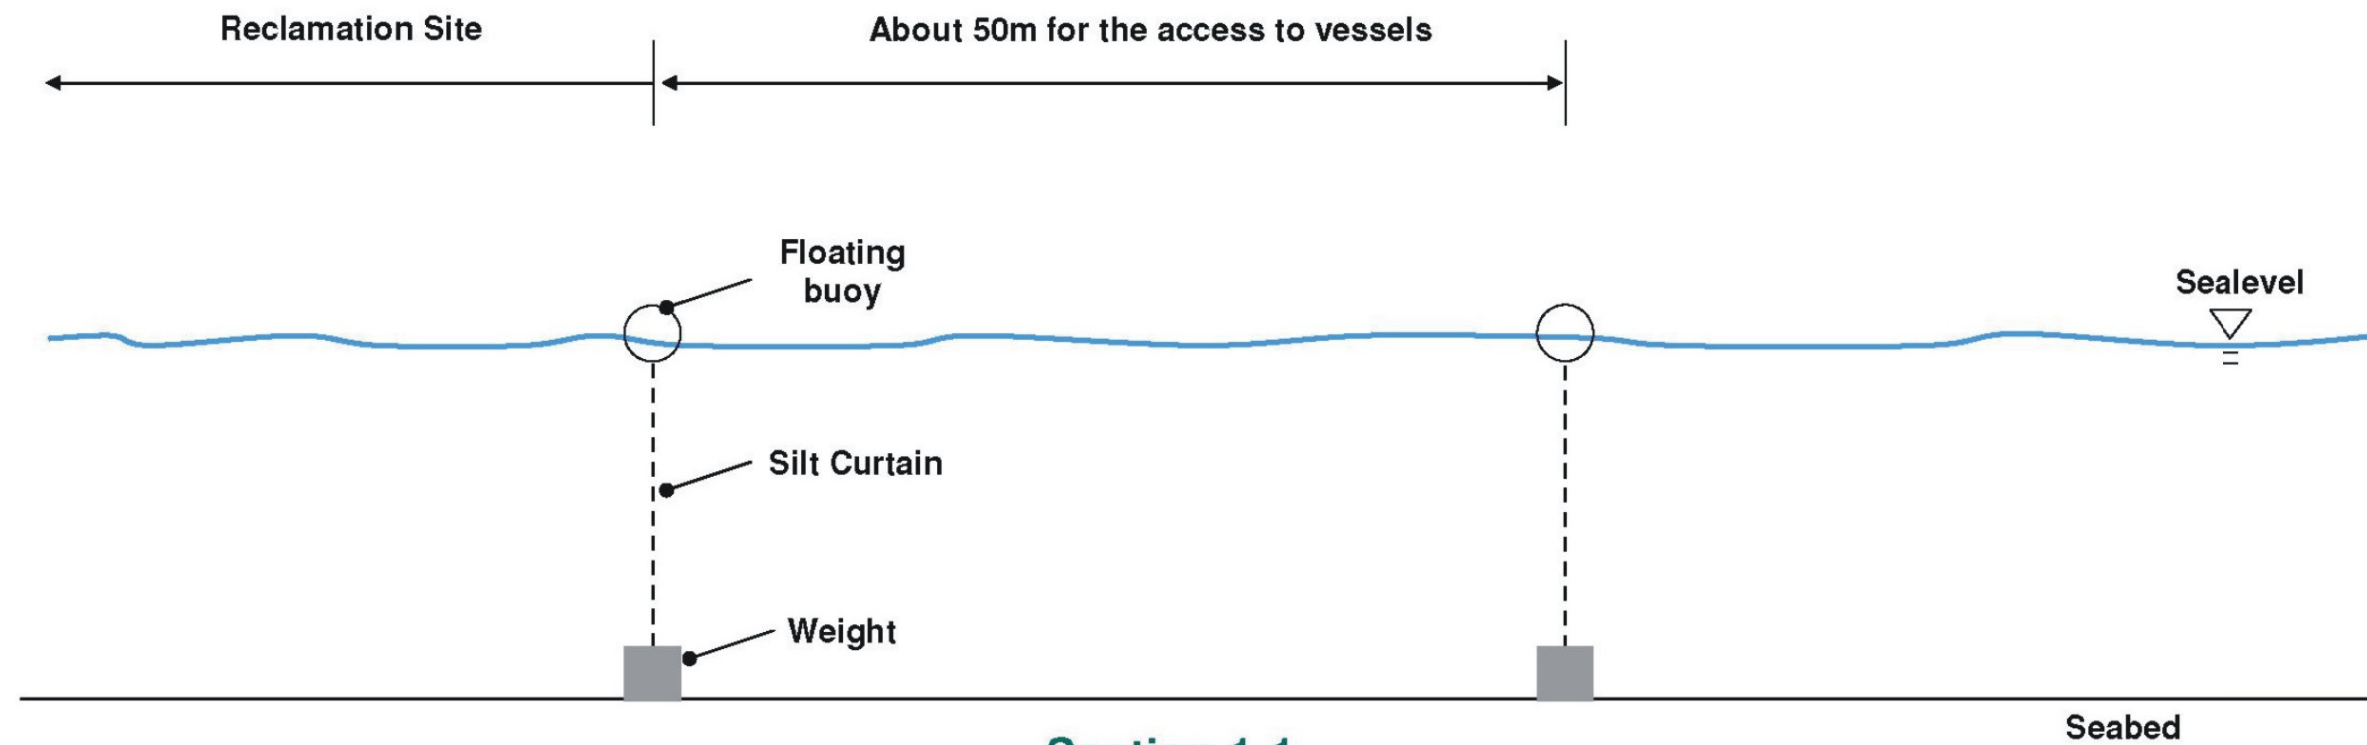 Reclamation Site
About 50m for the access to vessels
Floating
buoy
Sealevel
Silt Curtain
Weight
Seabed